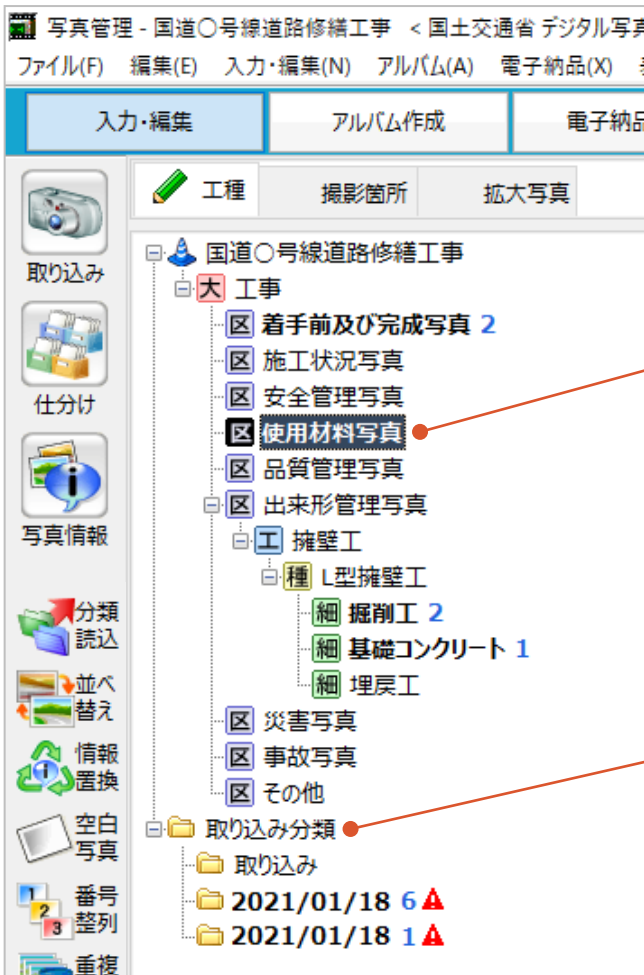 写真管理 - 国道○号線道路修繕工事 < 国土交通省 デジタル写真
ファイル(F) 編集(E) 入力・編集(N) アルバム(A) 電子納品(X)
入力・編集 アルバム作成 電子納品
工種 撮影箇所 拡大写真
取り込み
仕分け
写真情報
分類
読込
並べ
替え
情報
置換
空白
写真
1 2 3 番号
整列
重複
国道○号線道路修繕工事
大 工事
区 着手前及び完成写真 2
区 施工状況写真
区 安全管理写真
区 使用材料写真
区 品質管理写真
区 出来形管理写真
工 擁壁工
種 L型擁壁工
細 掘削工 2
細 基礎コンクリート 1
細 埋戻工
区 災害写真
区 事故写真
区 その他
取り込み分類
取り込み
2021/01/18 6
2021/01/18 1